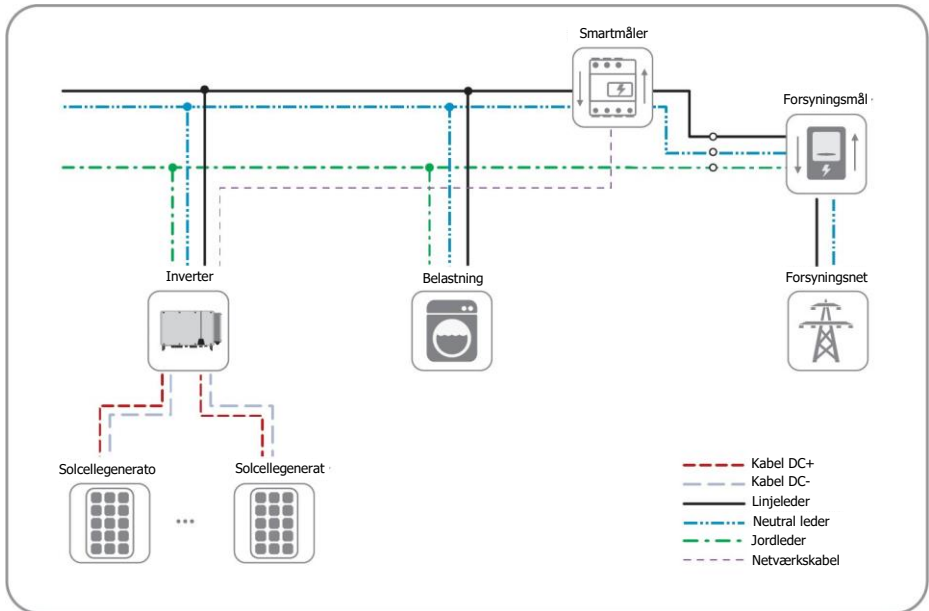 Smartmåler
Forsyningsmål
Inverter
Belastning
Forsyningsnet
Solcellegenerato
Solcellegenerat
...
Kabel DC+
Kabel DC-
Linjeleder
Neutral leder
Jordleder
Netværkskabel